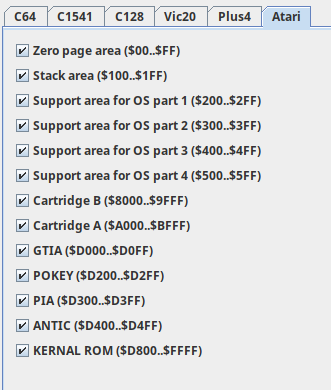 C64 C1541 C128 Vic20 Plus4 Atari
Zero page area ($00..$FF)
Stack area ($100..$1FF)
Support area for OS part 1 ($200..$2FF)
Support area for OS part 2 ($300..$3FF)
Support area for OS part 3 ($400..$4FF)
Support area for OS part 4 ($500..$5FF)
Cartridge B ($8000..$9FFF)
Cartridge A ($A000..$BFFF)
GTIA ($D000..$D0FF)
POKEY ($D200..$D2FF)
PIA ($D300..$D3FF)
ANTIC ($D400..$D4FF)
KERNAL ROM ($D800..$FFFF)